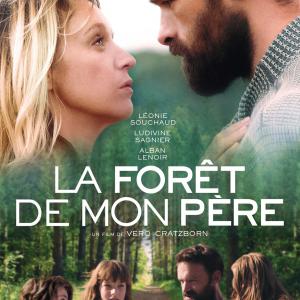 LÉONIE
SOUCHAUD
LUDIVINE
SAGNIER
ALBAN
LENOIR
LA FORÊT
DE MON PÈRE
UN FILM DE VERO CRATZBORN